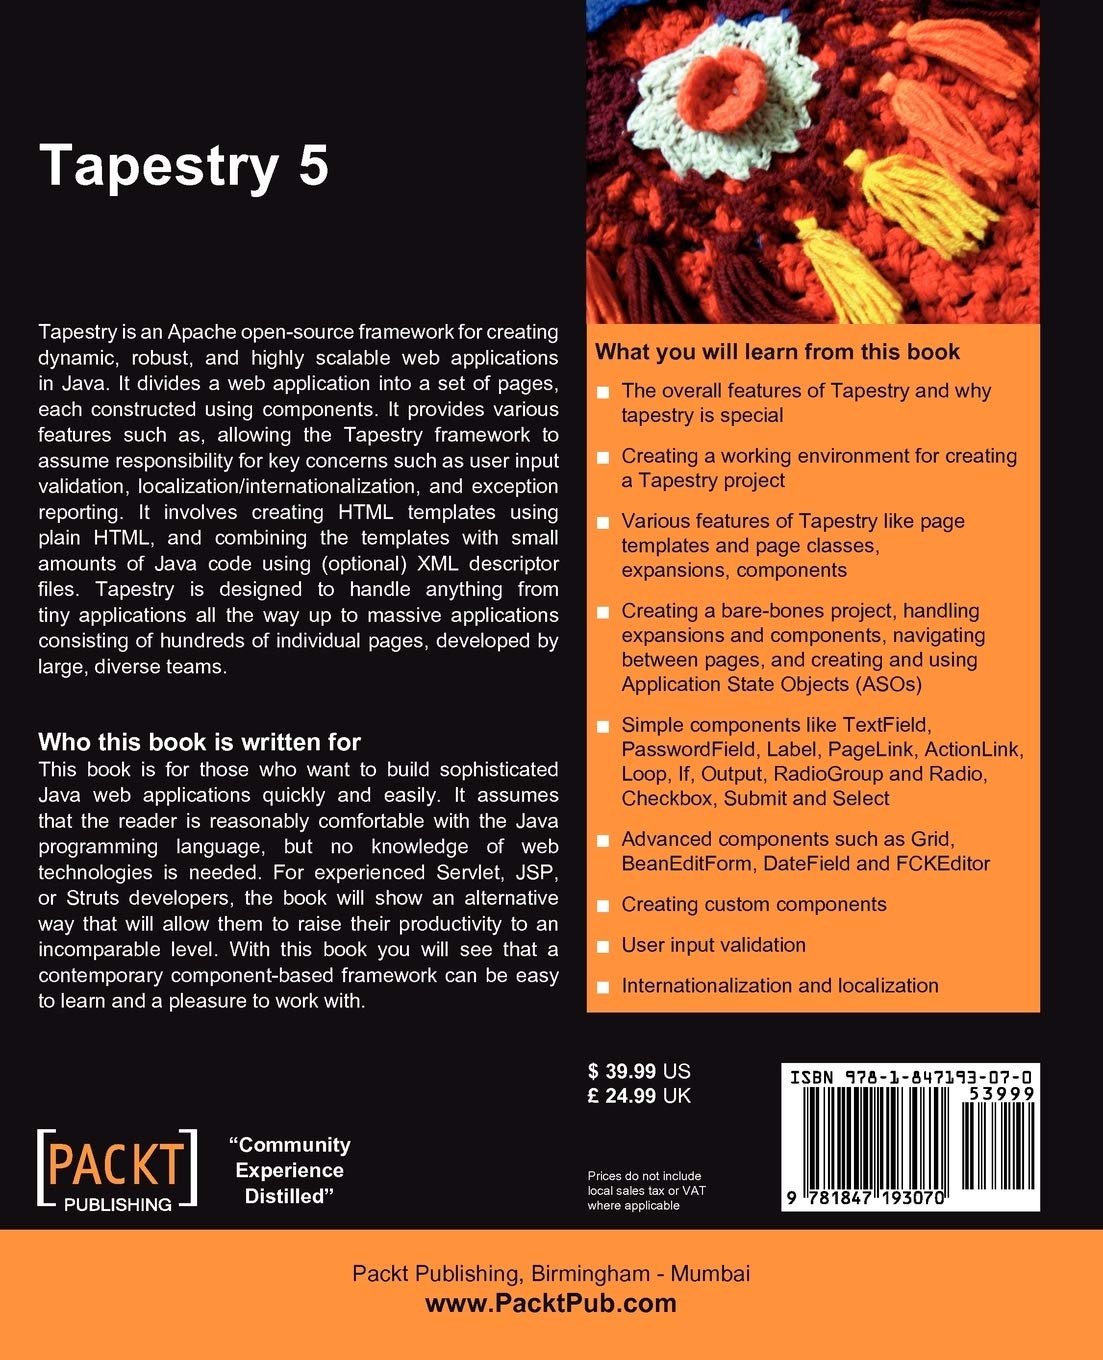 Tapestry 5
Tapestry is an Apache open-source framework for creating
dynamic, robust, and highly scalable web applications
in Java. It divides a web application into a set of pages,
each constructed using components. It provides various
features such as, allowing the Tapestry framework to
assume responsibility for key concerns such as user input
validation, localization/internationalization, and exception
reporting. It involves creating HTML templates using
plain HTML, and combining the templates with small
amounts of Java code using (optional) XML descriptor
files. Tapestry is designed to handle anything from
tiny applications all the way up to massive applications
consisting of hundreds of individual pages, developed by
large, diverse teams.
Who this book is written for
This book is for those who want to build sophisticated
Java web applications quickly and easily. It assumes
that the reader is reasonably comfortable with the Java
programming language, but no knowledge of web
technologies is needed. For experienced Servlet, JSP,
or Struts developers, the book will show an alternative
way that will allow them to raise their productivity to an
incomparable level. With this book you will see that a
contemporary component-based framework can be easy
to learn and a pleasure to work with.
What you will learn from this book
The overall features of Tapestry and why
tapestry is special
Creating a working environment for creating
a Tapestry project
Various features of Tapestry like page
templates and page classes,
expansions, components
Creating a bare-bones project, handling
expansions and components, navigating
between pages, and creating and using
Application State Objects (ASOs)
Simple components like TextField,
PasswordField, Label, PageLink, ActionLink,
Loop, If, Output, RadioGroup and Radio,
Checkbox, Submit and Select
Advanced components such as Grid,
BeanEditForm, DateField and FCKEditor
Creating custom components
User input validation
Internationalization and localization
$ 39.99 US
£ 24.99 UK
Prices do not include
local sales tax or VAT
where applicable
ISBN 978-1-847193-07-0
53999
9 781847 193070
PACKT
PUBLISHING
“Community
Experience
Distilled”
Packt Publishing, Birmingham - Mumbai
www.PacktPub.com